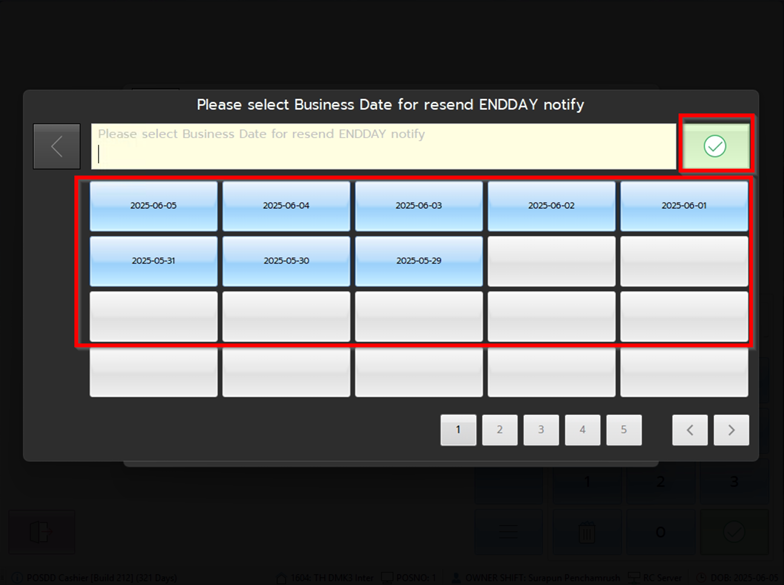 Please select Business Date for resend ENDDAY notify
Please select Business Date for resend ENDDAY notify
2025-06-05 2025-06-04 2025-06-03 2025-06-02 2025-06-01
2025-05-31 2025-05-30 2025-05-29
1 2 3 4 5
1 2 3
0